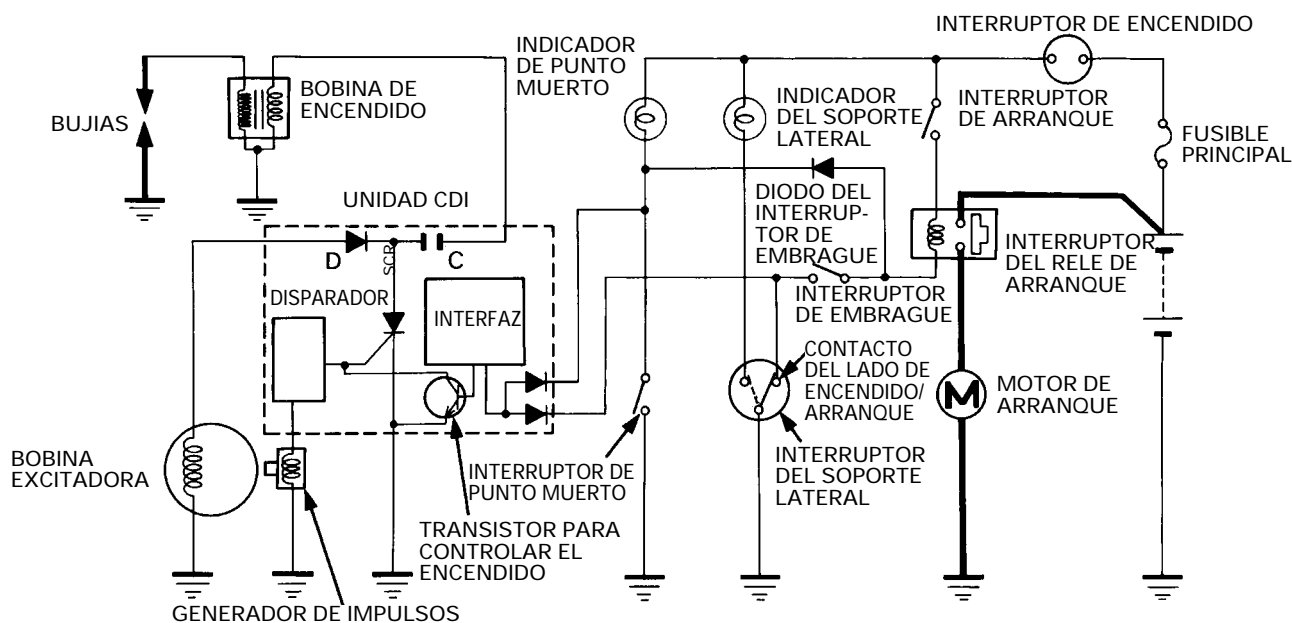 INTERRUPTOR DE ENCENDIDO
INDICADOR
DE PUNTO
MUERTO
BOBINA DE
ENCENDIDO
BUJIAS
INDICADOR
DEL SOPORTE
LATERAL
INTERRUPTOR
DE ARRANQUE
FUSIBLE
PRINCIPAL
UNIDAD CDI
DIODO DEL
INTERRUP-
TOR DE
EMBRAGUE
D
SCR
C
INTERRUPTOR
DEL RELE DE
ARRANQUE
DISPARADOR
INTERFAZ
INTERRUPTOR
DE EMBRAGUE
CONTACTO
DEL LADO DE
ENCENDIDO/
ARRANQUE
M
MOTOR DE
ARRANQUE
BOBINA
EXCITADORA
INTERRUPTOR DE
PUNTO MUERTO
INTERRUPTOR
DEL SOPORTE
LATERAL
TRANSISTOR PARA
CONTROLAR EL
ENCENDIDO
GENERADOR DE IMPULSOS